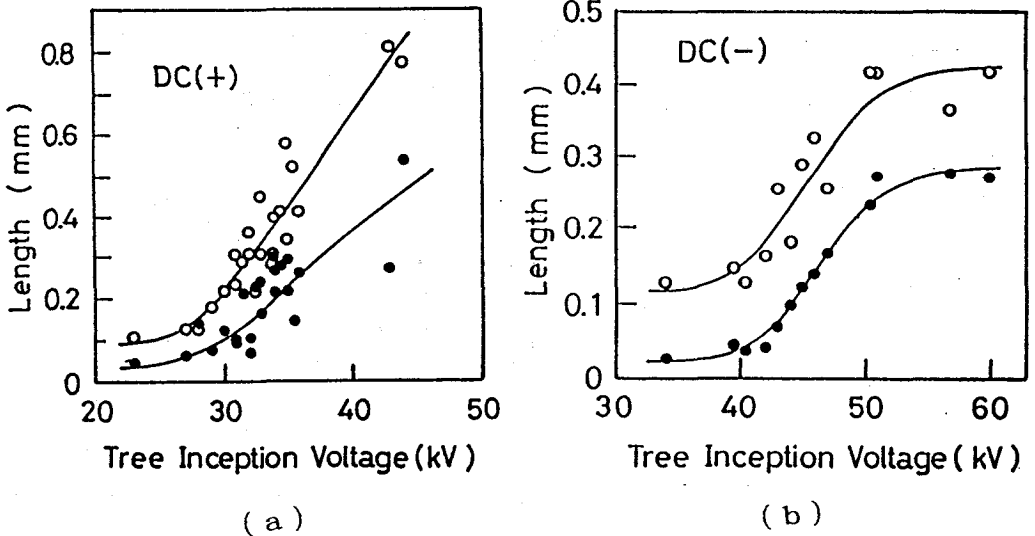 DC(+)
Length (mm)
0.8
0.6
0.4
0.2
0
20
30
40
50
Tree Inception Voltage (kV)
(a)
DC(-)
Length (mm)
0.5
0.4
0.3
0.2
0.1
0
30
40
50
60
Tree Inception Voltage (kV)
(b)